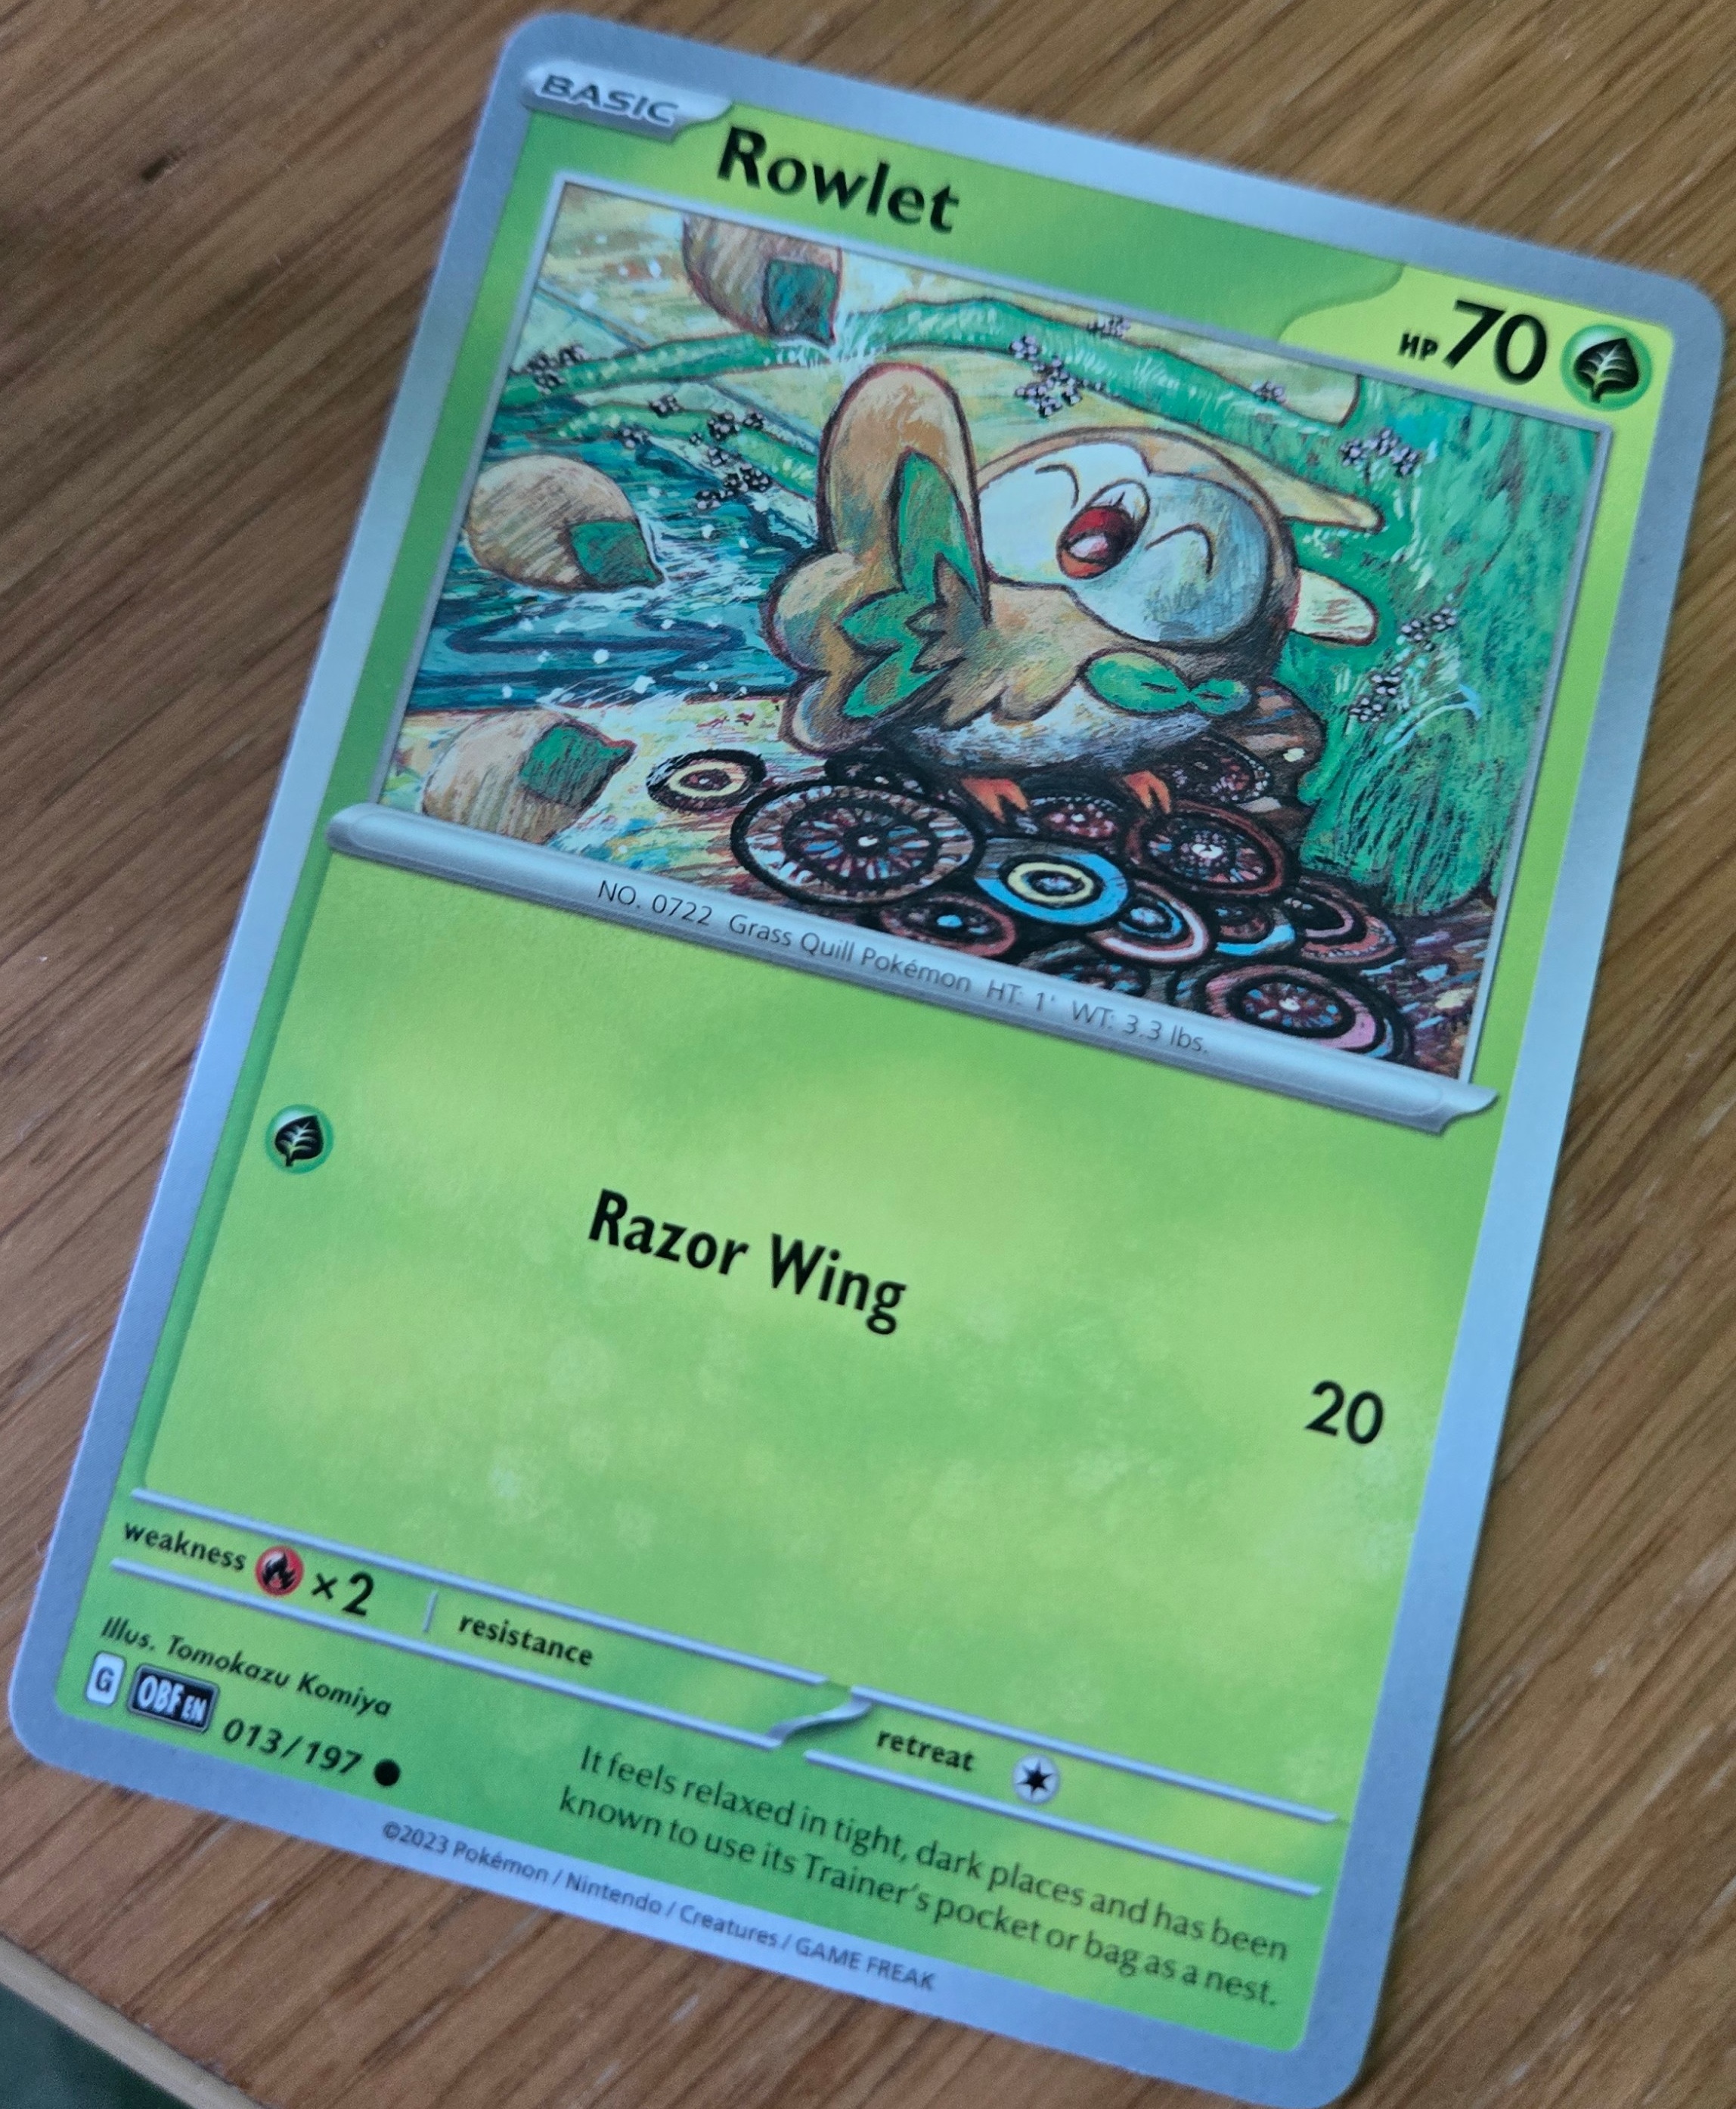 BASIC
Rowlet
HP 70
NO. 0722 Grass Quill Pokémon HT: 1' WT: 3.3 lbs.
Razor Wing
20
weakness ×2 resistance
retreat
Illus. Tomokazu Komiya
G OBF EN 013/197
It feels relaxed in tight, dark places and has been
known to use its Trainer's pocket or bag as a nest.
©2023 Pokémon / Nintendo / Creatures / GAME FREAK